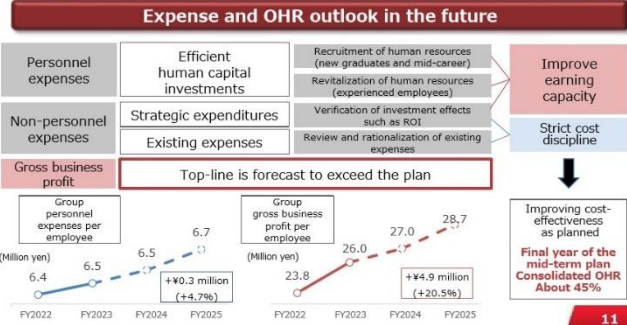 Expense and OHR outlook in the future
Personnel
expenses
Efficient
human capital
investments
Recruitment of human resources
(new graduates and mid-career)
Revitalization of human resources
(experienced employees)
Improve
earning
capacity
Non-personnel
expenses
Strategic expenditures
Existing expenses
Verification of investment effects
such as ROI
Review and rationalization of existing
expenses
Strict cost
discipline
Gross business
profit
Top-line is forecast to exceed the plan
Group
personnel
expenses per
employee
(Million yen)
6.4
6.5
6.5
6.7
+¥0.3 million
(+4.7%)
FY2022
FY2023
FY2024
FY2025
Group
gross business
profit per
employee
(Million yen)
23.8
26.0
27.0
28.7
+¥4.9 million
(+20.5%)
FY2022
FY2023
FY2024
FY2025
Improving cost-
effectiveness
as planned
Final year of the
mid-term plan
Consolidated OHR
About 45%
11